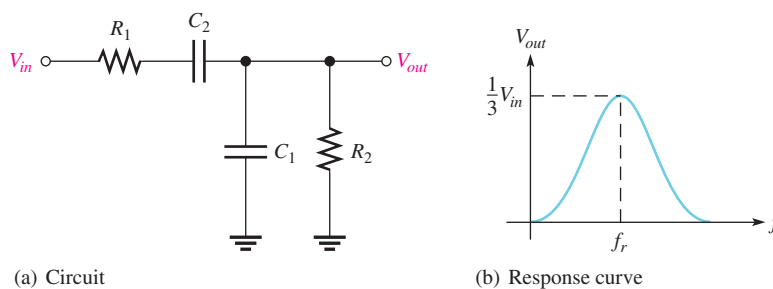 R1
C2
Vin
Vout
C1
R2
(a) Circuit
Vout
1/3 Vin
fr
f
(b) Response curve